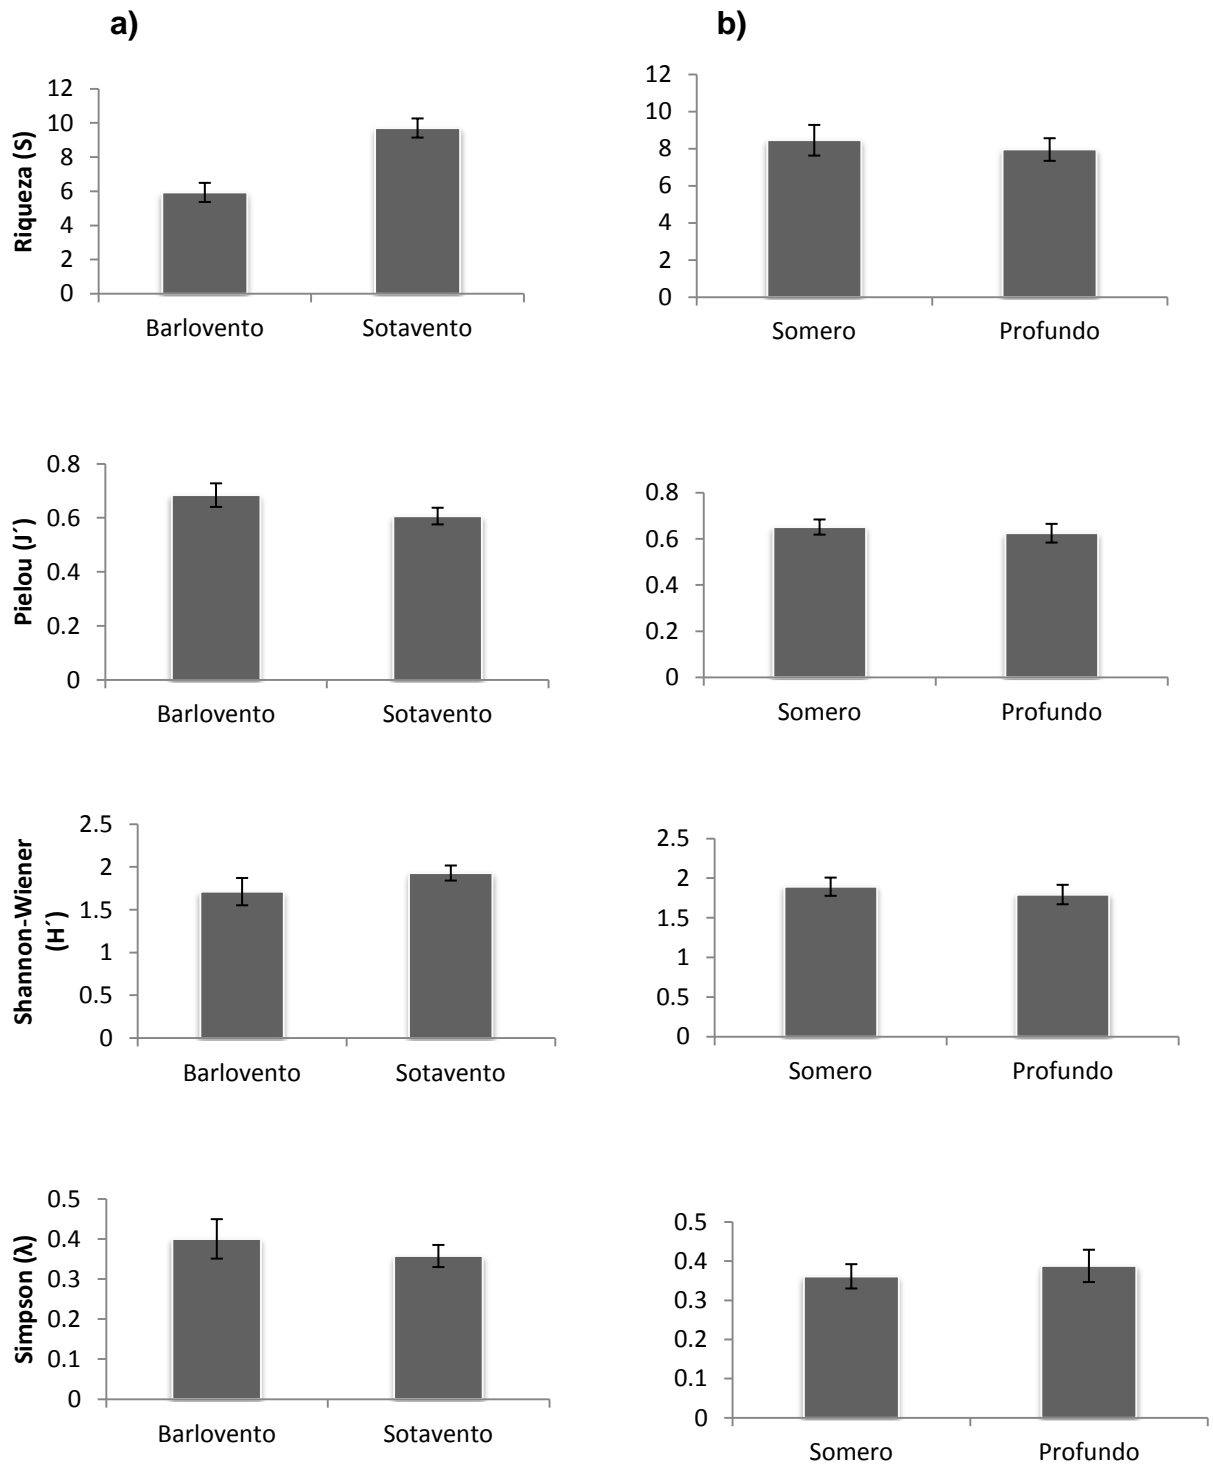 a)
b)
Riqueza (S)
12
10
8
6
4
2
0
Barlovento
Sotavento
12
10
8
6
4
2
0
Somero
Profundo
Pielou (J´)
0.8
0.6
0.4
0.2
0
Barlovento
Sotavento
0.8
0.6
0.4
0.2
0
Somero
Profundo
Shannon-Wiener
(H´)
2.5
2
1.5
1
0.5
0
Barlovento
Sotavento
2.5
2
1.5
1
0.5
0
Somero
Profundo
Simpson (λ)
0.5
0.4
0.3
0.2
0.1
0
Barlovento
Sotavento
0.5
0.4
0.3
0.2
0.1
0
Somero
Profundo